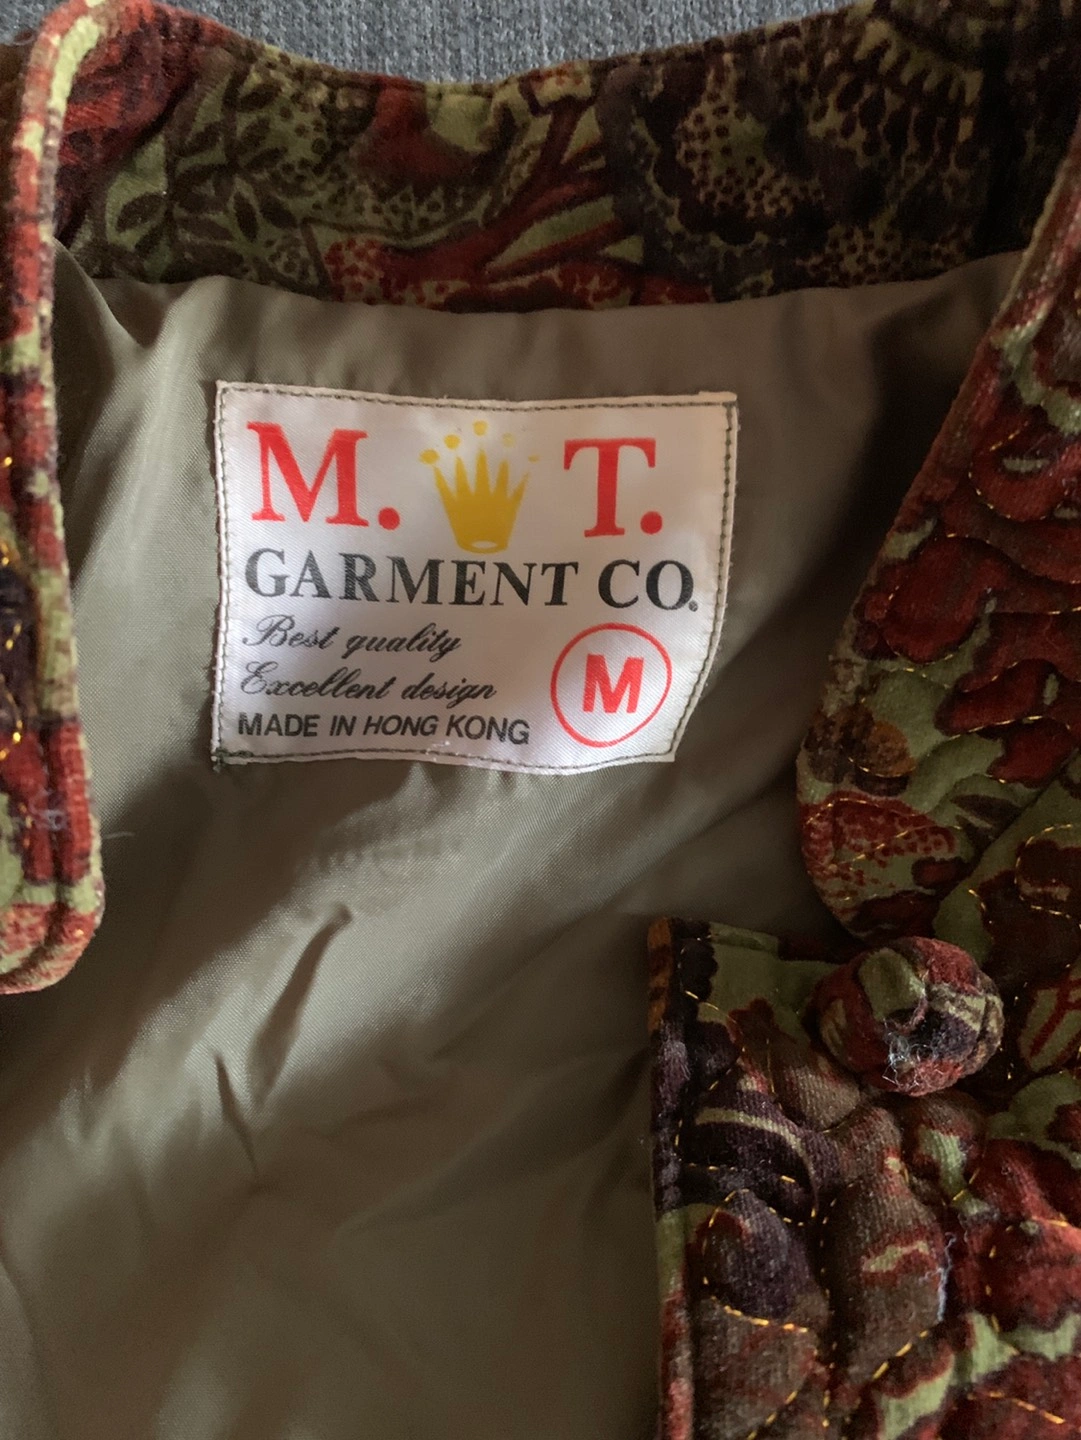 M. T.
GARMENT CO.
Best quality
Excellent design
M
MADE IN HONG KONG